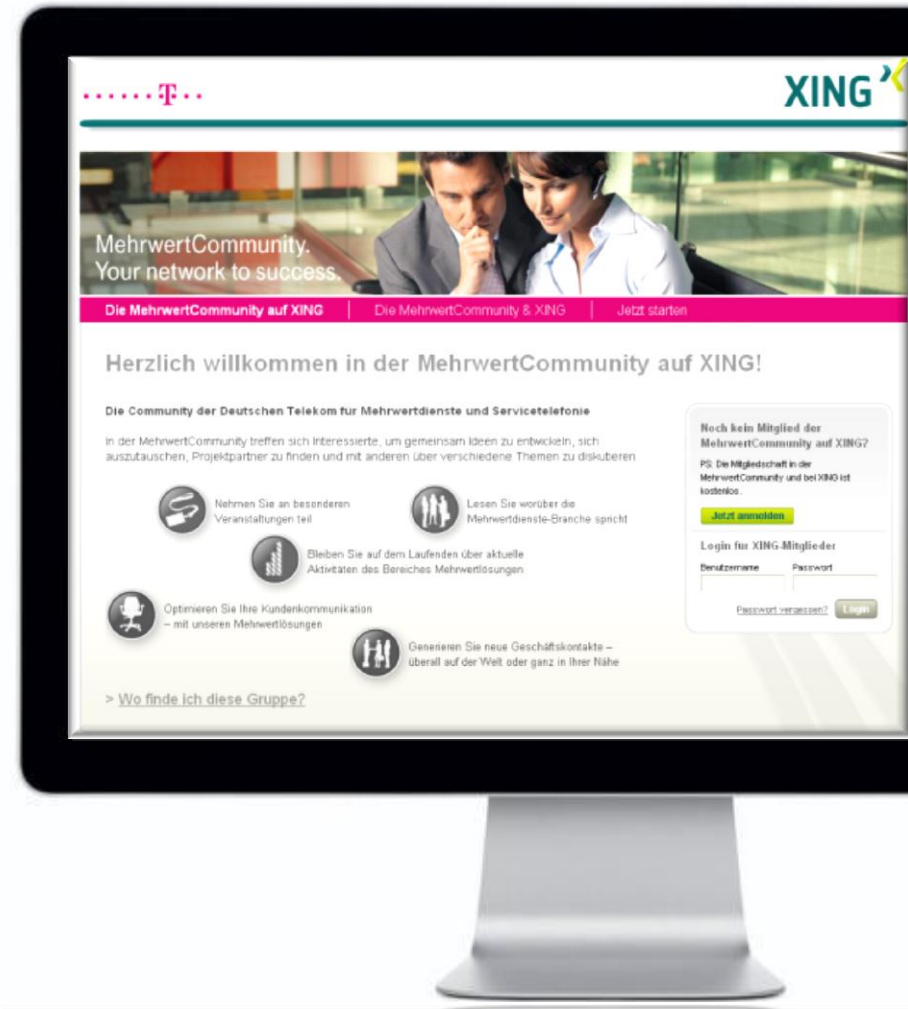 ······T··
XING
MehrwertCommunity.
Your network to success.
Die MehrwertCommunity auf XING
Die MehrwertCommunity & XING
Jetzt starten
Herzlich willkommen in der MehrwertCommunity auf XING!
Die Community der Deutschen Telekom für Mehrwertdienste und Servicetelefonie
In der MehrwertCommunity treffen sich Interessierte, um gemeinsam Ideen zu entwickeln, sich
auszutauschen, Projektpartner zu finden und mit anderen über verschiedene Themen zu diskutieren
Nehmen Sie an besonderen
Veranstaltungen teil
Lesen Sie worüber die
Mehrwertdienste-Branche spricht
Bleiben Sie auf dem Laufenden über aktuelle
Aktivitäten des Bereiches Mehrwertlösungen
Optimieren Sie Ihre Kundenkommunikation
– mit unseren Mehrwertlösungen
Generieren Sie neue Geschäftskontakte –
überall auf der Welt oder ganz in Ihrer Nähe
> Wo finde ich diese Gruppe?
Noch kein Mitglied der
MehrwertCommunity auf XING?
PS: Die Mitgliedschaft in der
MehrwertCommunity und bei XING ist
kostenlos.
Jetzt anmelden
Login für XING-Mitglieder
Benutzername Passwort
Passwort vergessen? Login